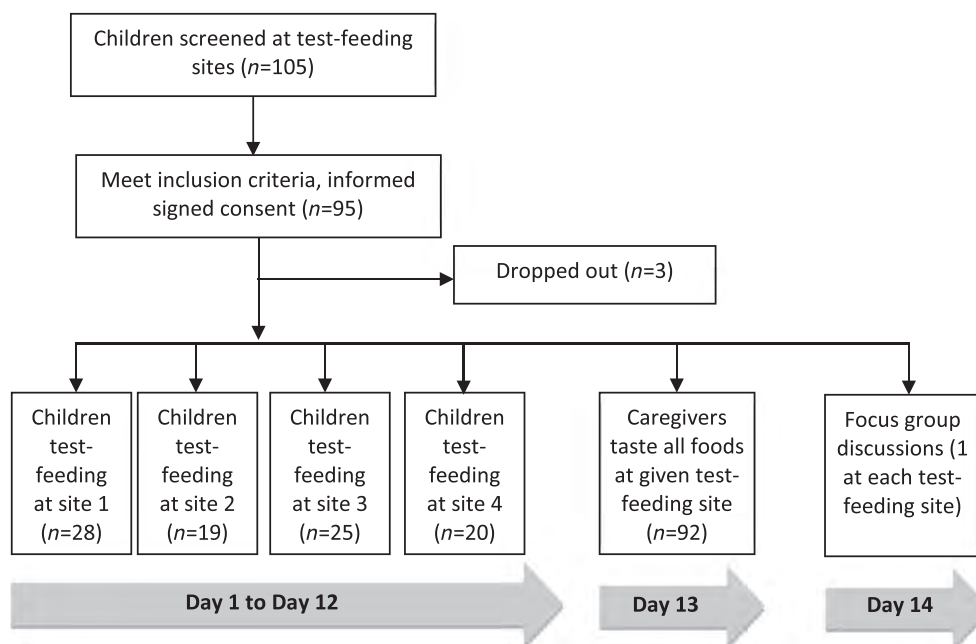 Children screened at test-feeding
sites (n=105)
Meet inclusion criteria, informed
signed consent (n=95)
Dropped out (n=3)
Children
test-
feeding
at site 1
(n=28)
Children
test-
feeding
at site 2
(n=19)
Children
test-
feeding
at site 3
(n=25)
Children
test-
feeding
at site 4
(n=20)
Caregivers
taste all foods
at given test-
feeding site
(n=92)
Focus group
discussions (1
at each test-
feeding site)
Day 1 to Day 12
Day 13
Day 14